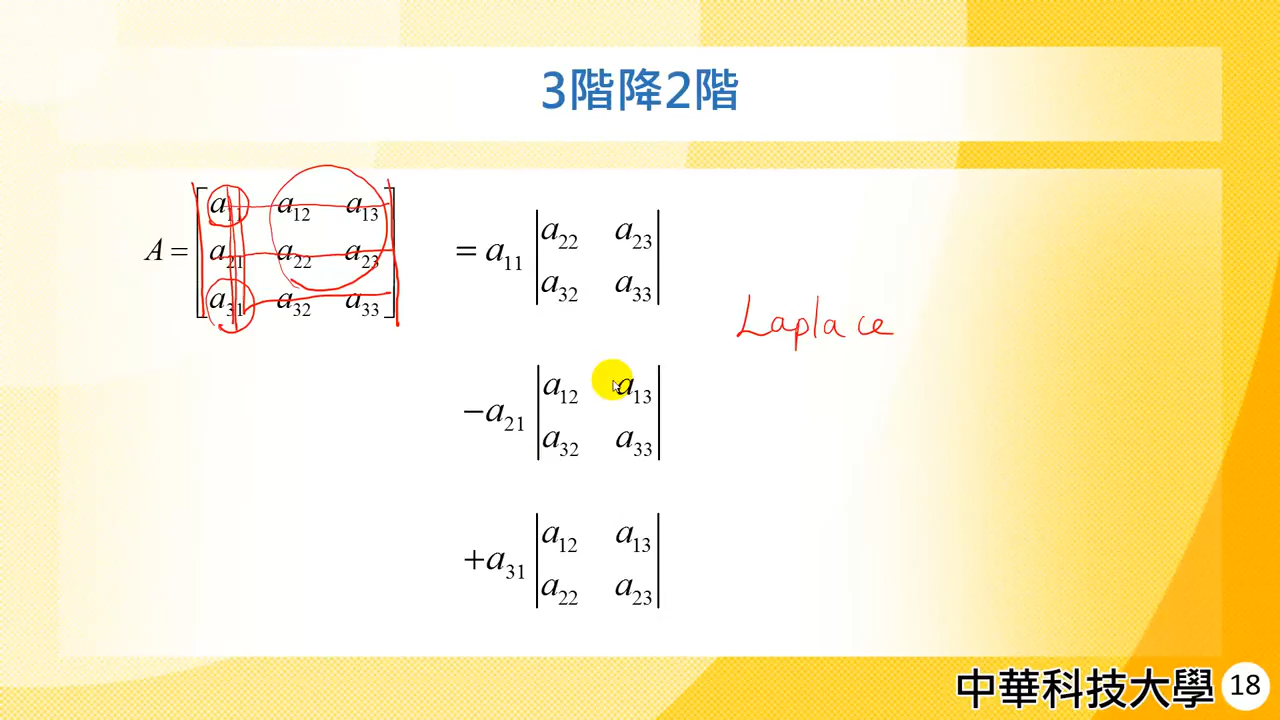 3階降2階
A = [ a11 a12 a13
a21 a22 a23
a31 a32 a33 ]
= a11 | a22 a23
a32 a33 |
Laplace
−a21 | a12 a13
a32 a33 |
+a31 | a12 a13
a22 a23 |
中華科技大學 18